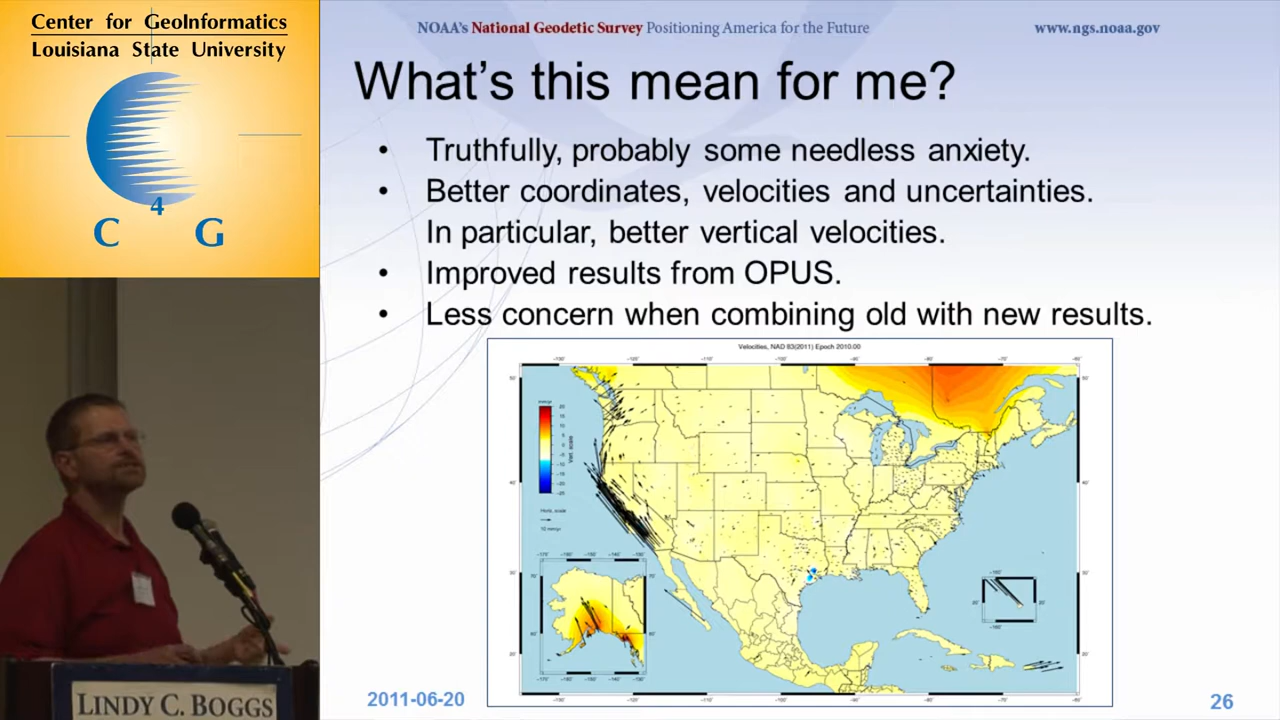 Center for GeoInformatics
Louisiana State University
C 4 G
NOAA's National Geodetic Survey Positioning America for the Future
www.ngs.noaa.gov
What's this mean for me?
• Truthfully, probably some needless anxiety.
• Better coordinates, velocities and uncertainties.
In particular, better vertical velocities.
• Improved results from OPUS.
• Less concern when combining old with new results.
Velocities, NAD 83(2011) Epoch 2010.00
LINDY C. BOGGS
2011-06-20
26